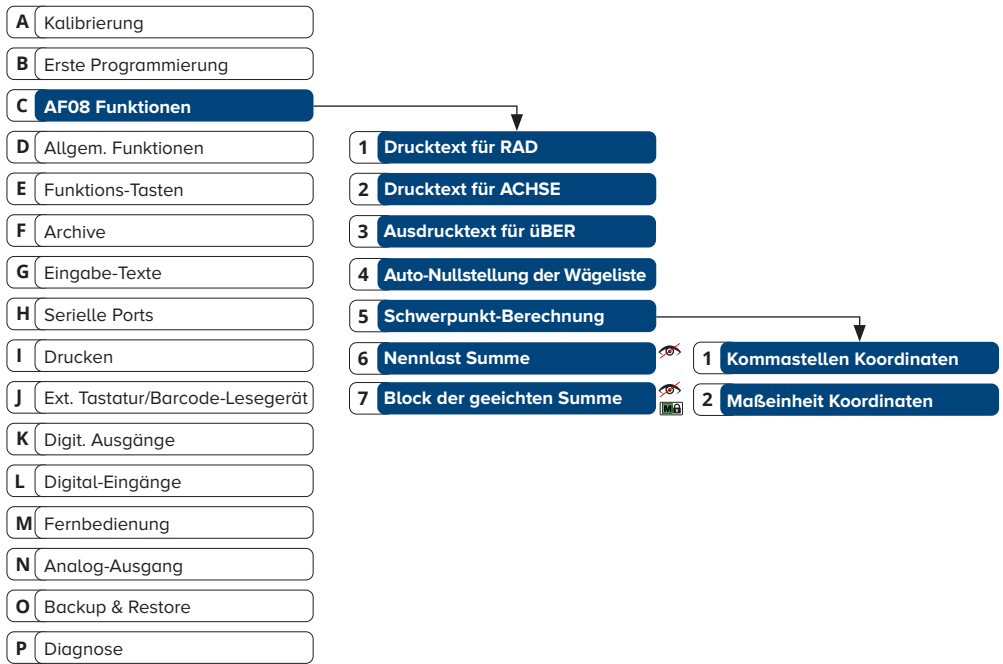 A Kalibrierung
B Erste Programmierung
C AF08 Funktionen
D Allgem. Funktionen
E Funktions-Tasten
F Archive
G Eingabe-Texte
H Serielle Ports
I Drucken
J Ext. Tastatur/Barcode-Lesegerät
K Digit. Ausgänge
L Digital-Eingänge
M Fernbedienung
N Analog-Ausgang
O Backup & Restore
P Diagnose
1 Drucktext für RAD
2 Drucktext für ACHSE
3 Ausdrucktext für üBER
4 Auto-Nullstellung der Wägeliste
5 Schwerpunkt-Berechnung
6 Nennlast Summe
7 Block der geeichten Summe
M
1 Kommastellen Koordinaten
2 Maßeinheit Koordinaten